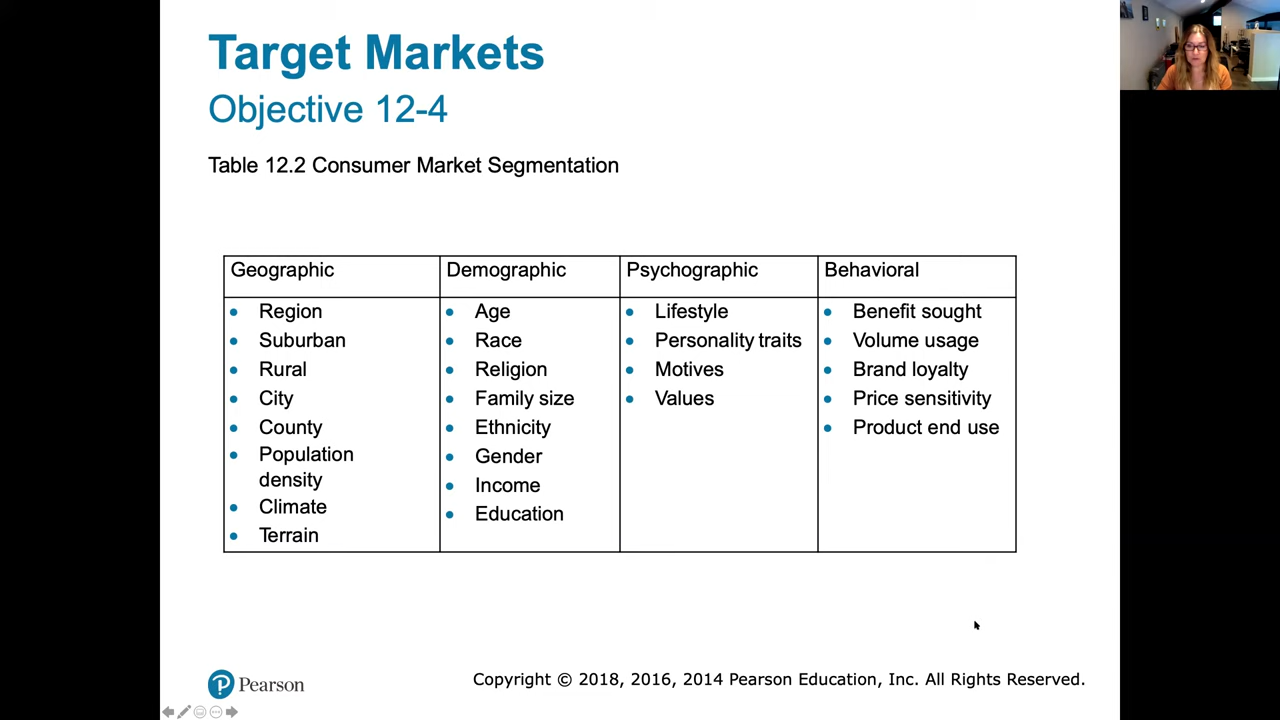 Target Markets
Objective 12-4
Table 12.2 Consumer Market Segmentation
Geographic
Region
Suburban
Rural
City
County
Population
density
Climate
Terrain
Demographic
Age
Race
Religion
Family size
Ethnicity
Gender
Income
Education
Psychographic
Lifestyle
Personality traits
Motives
Values
Behavioral
Benefit sought
Volume usage
Brand loyalty
Price sensitivity
Product end use
Pearson
Copyright © 2018, 2016, 2014 Pearson Education, Inc. All Rights Reserved.